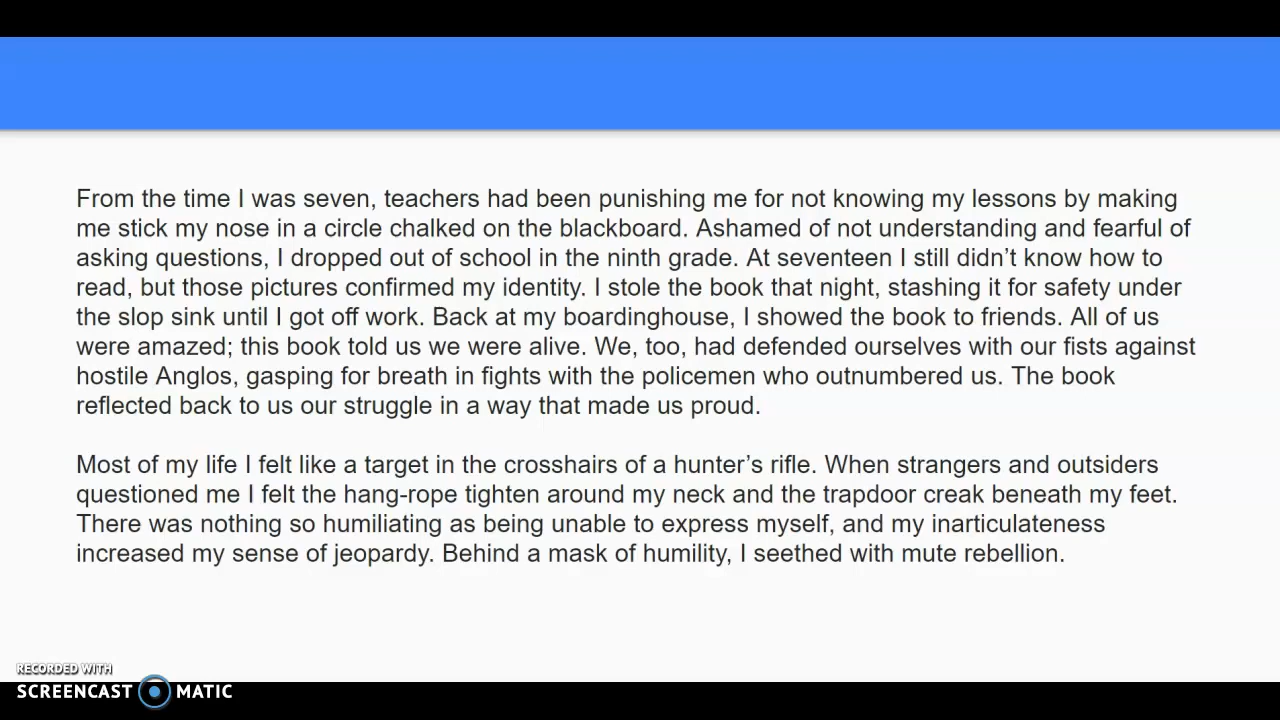 From the time I was seven, teachers had been punishing me for not knowing my lessons by making
me stick my nose in a circle chalked on the blackboard. Ashamed of not understanding and fearful of
asking questions, I dropped out of school in the ninth grade. At seventeen I still didn’t know how to
read, but those pictures confirmed my identity. I stole the book that night, stashing it for safety under
the slop sink until I got off work. Back at my boardinghouse, I showed the book to friends. All of us
were amazed; this book told us we were alive. We, too, had defended ourselves with our fists against
hostile Anglos, gasping for breath in fights with the policemen who outnumbered us. The book
reflected back to us our struggle in a way that made us proud.
Most of my life I felt like a target in the crosshairs of a hunter’s rifle. When strangers and outsiders
questioned me I felt the hang-rope tighten around my neck and the trapdoor creak beneath my feet.
There was nothing so humiliating as being unable to express myself, and my inarticulateness
increased my sense of jeopardy. Behind a mask of humility, I seethed with mute rebellion.
RECORDED WITH
SCREENCAST MATIC